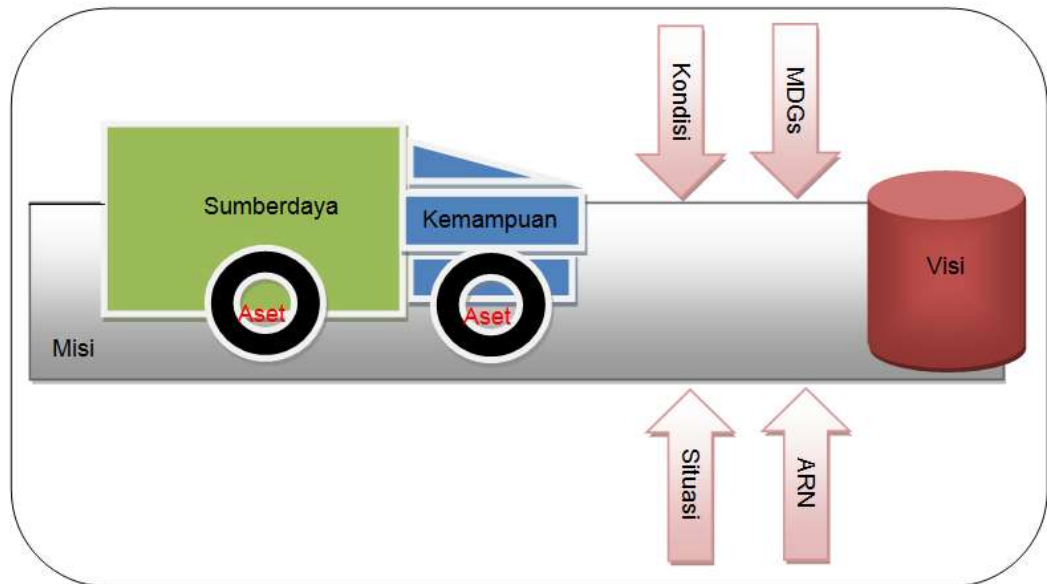 Kondisi
MDGs
Sumberdaya
Kemampuan
Visi
Aset
Aset
Misi
Situasi
ARN